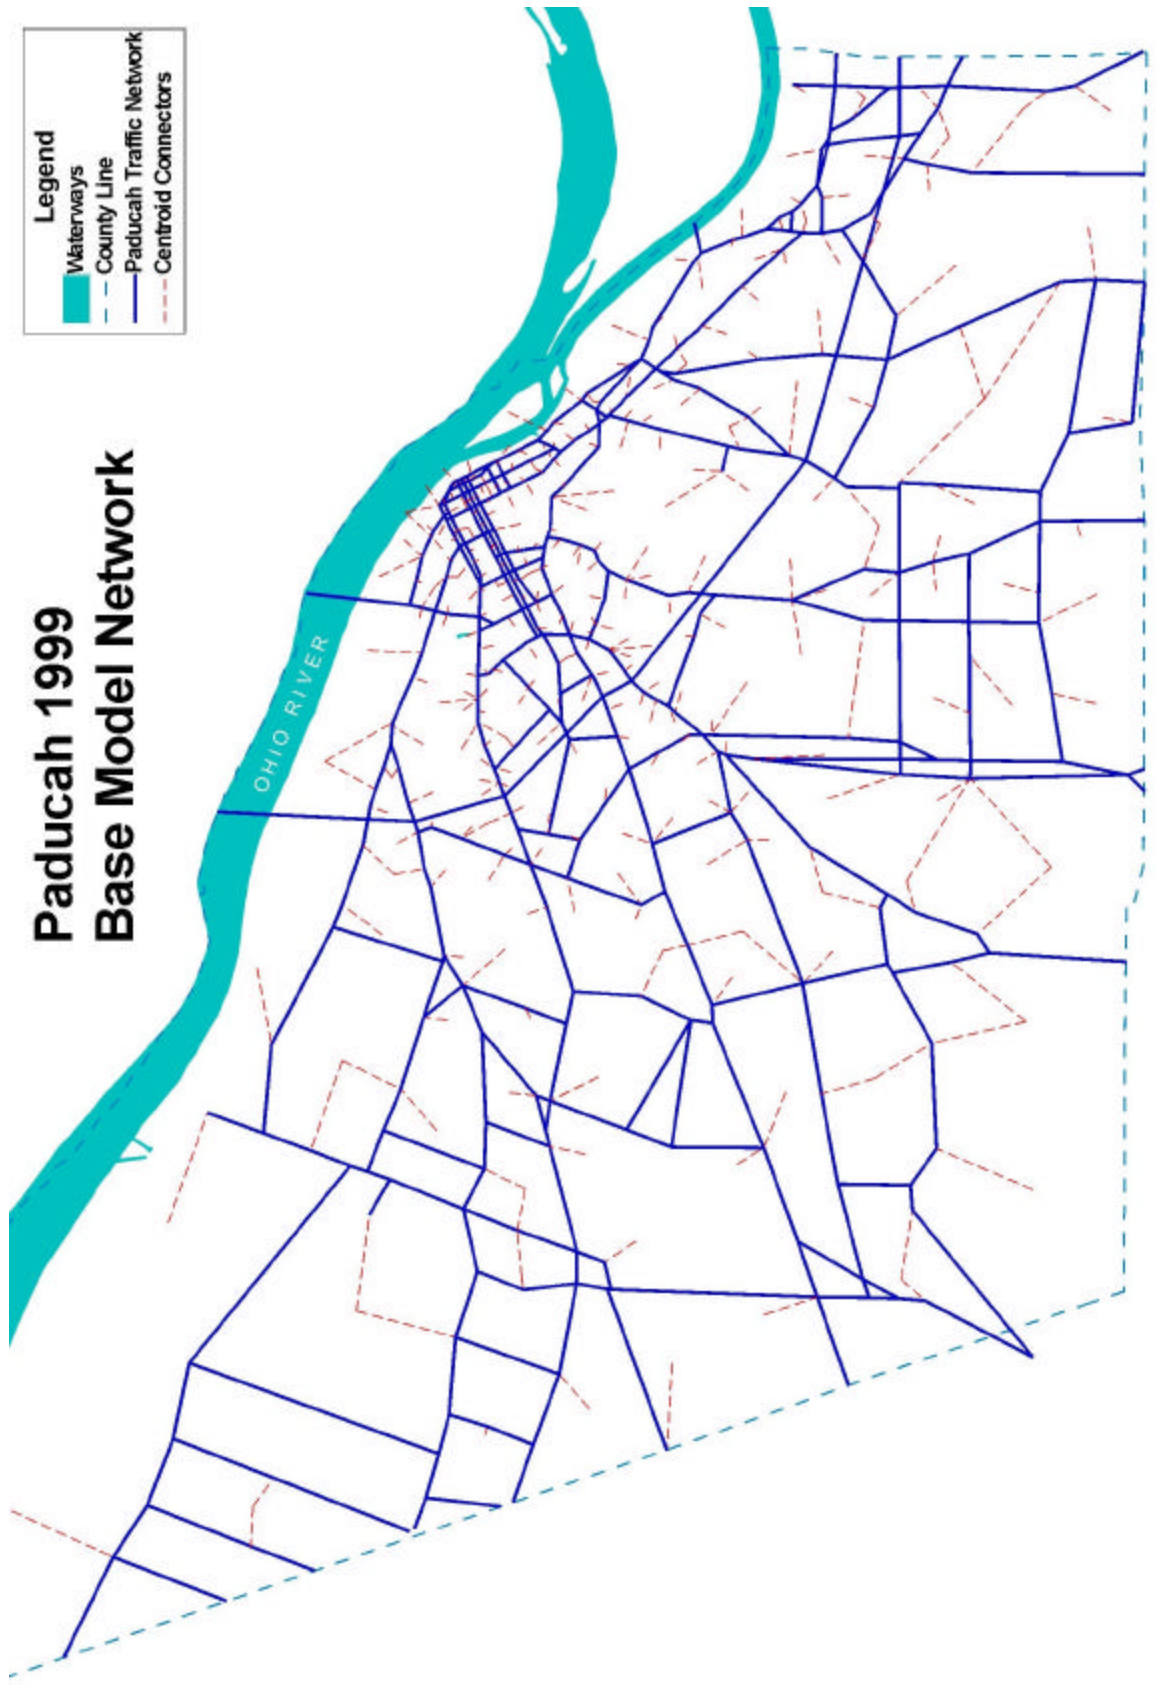 Paducah 1999
Base Model Network
Legend
Waterways
County Line
Paducah Traffic Network
Centroid Connectors
OHIO RIVER